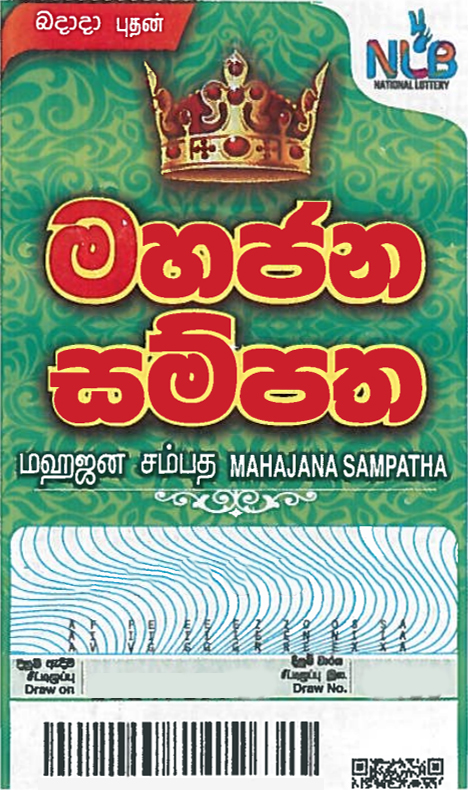 බදාදා புதன்
NLB
NATIONAL LOTTERY
මහජන
සම්පත
மஹஜன சம்பத MAHAJANA SAMPATHA
දිනුම් ඇදීම
சீட்டிழுப்பு
Draw on
දිනුම් වාරය
சீட்டிழுப்பு இல.
Draw No.